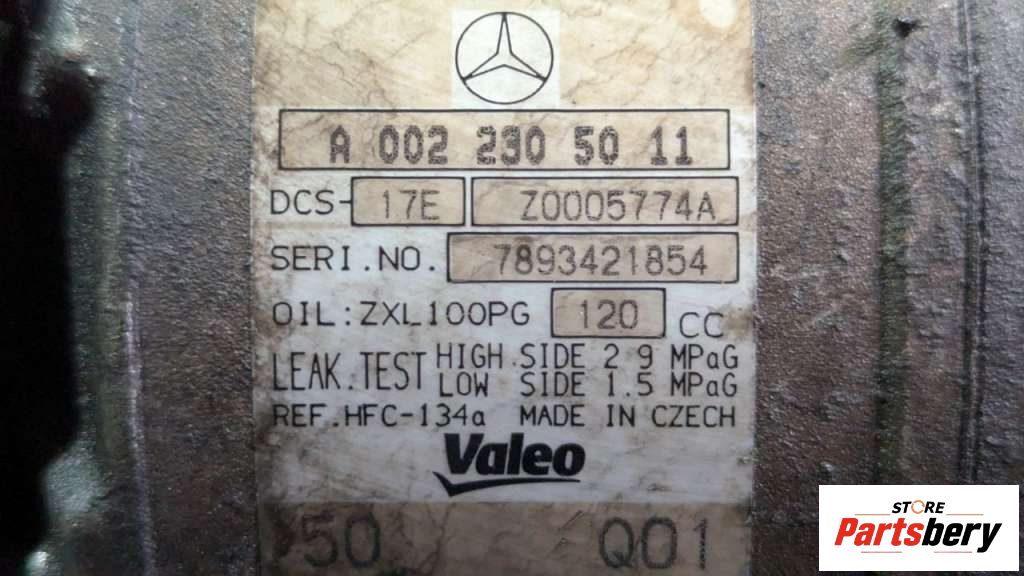 A 002 230 50 11
DCS-17E Z0005774A
SERI.NO. 7893421854
OIL:ZXL100PG 120 CC
LEAK.TEST HIGH.SIDE 2 9 MPaG
LOW SIDE 1.5 MPaG
REF.HFC-134a MADE IN CZECH
Valeo
50 Q01
STORE
Partsbery